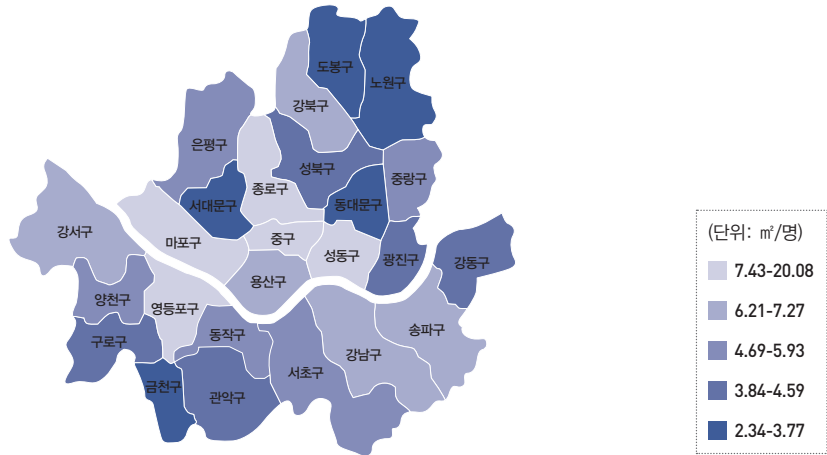 도봉구
노원구
강북구
은평구
성북구
중랑구
종로구
서대문구
동대문구
강서구
마포구
중구
성동구
광진구
강동구
용산구
양천구
영등포구
구로구
동작구
송파구
강남구
서초구
금천구
관악구
(단위: ㎡/명)
7.43-20.08
6.21-7.27
4.69-5.93
3.84-4.59
2.34-3.77